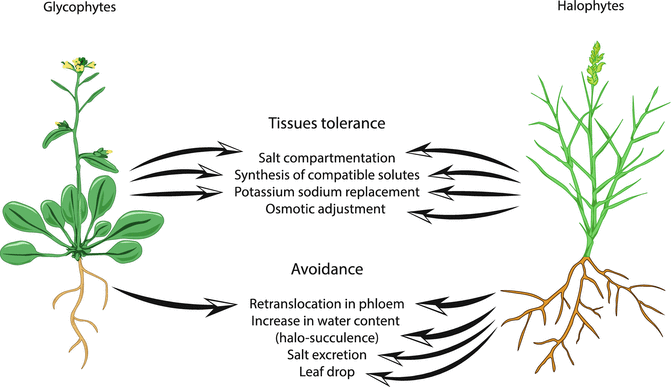 Glycophytes
Halophytes
Tissues tolerance
Salt compartmentation
Synthesis of compatible solutes
Potassium sodium replacement
Osmotic adjustment
Avoidance
Retranslocation in phloem
Increase in water content
(halo-succulence)
Salt excretion
Leaf drop